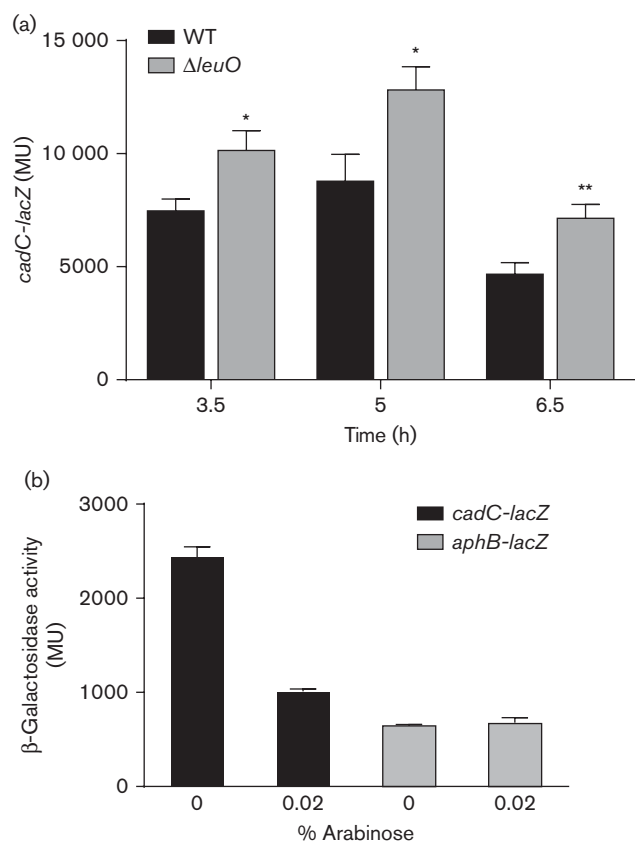 (a)
15 000
WT
ΔleuO
10 000
5000
0
cadC-lacZ (MU)
*
*
**
3.5
5
6.5
Time (h)
(b)
3000
2000
1000
0
β-Galactosidase activity
(MU)
cadC-lacZ
aphB-lacZ
0
0.02
0
0.02
% Arabinose